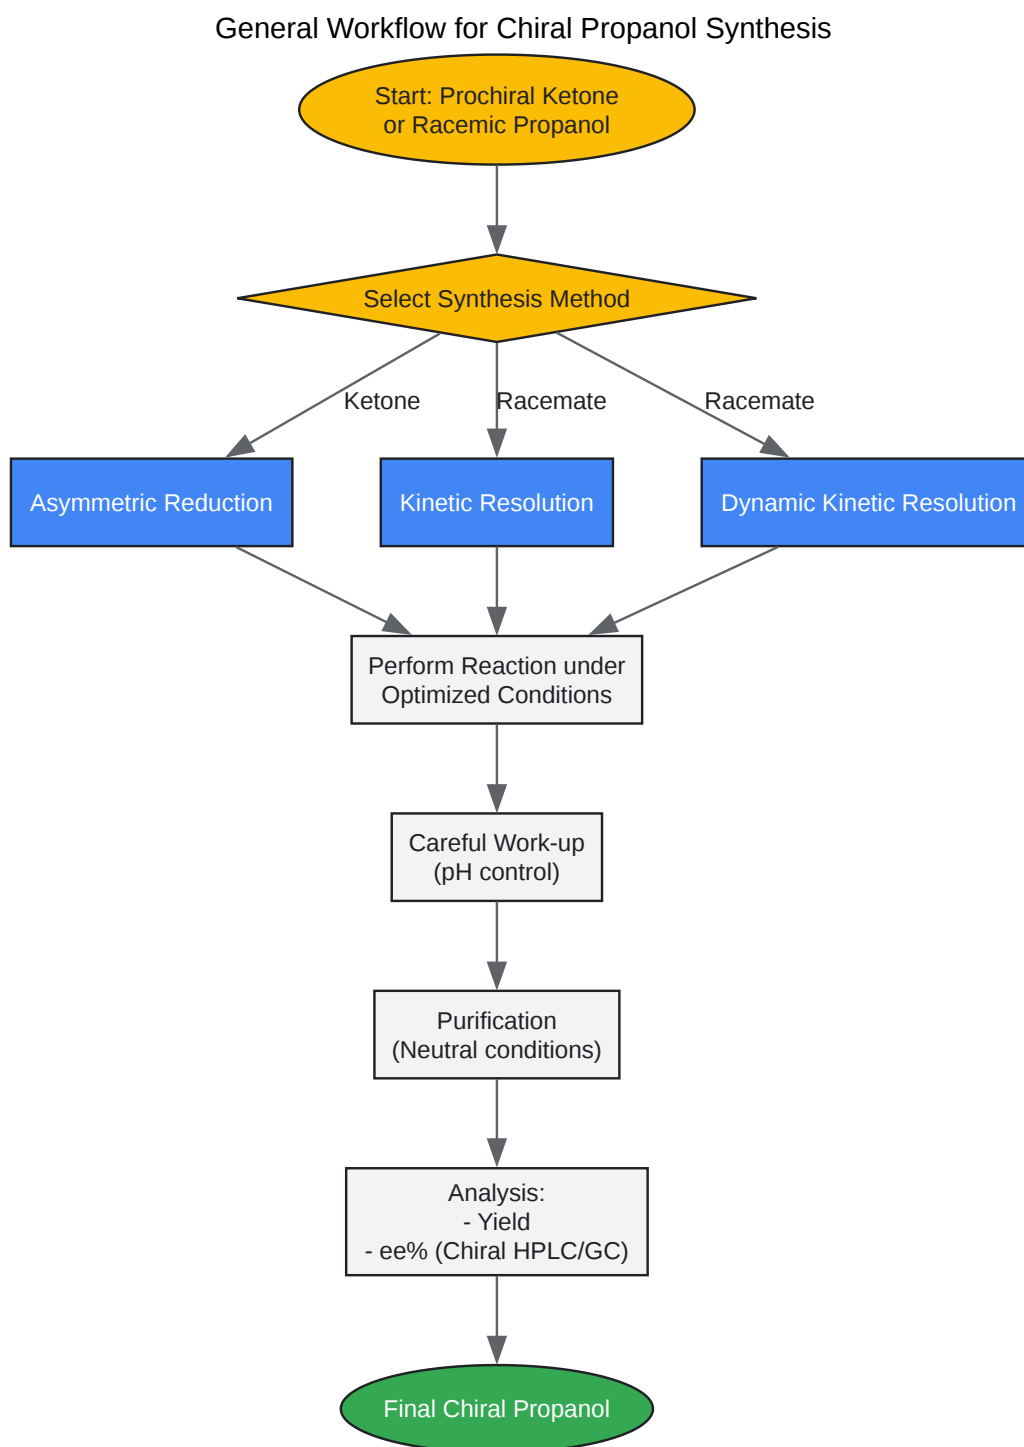 General Workflow for Chiral Propanol Synthesis
Start: Prochiral Ketone
or Racemic Propanol
Select Synthesis Method
Ketone
Racemate
Racemate
Asymmetric Reduction
Kinetic Resolution
Dynamic Kinetic Resolution
Perform Reaction under
Optimized Conditions
Careful Work-up
(pH control)
Purification
(Neutral conditions)
Analysis:
- Yield
- ee% (Chiral HPLC/GC)
Final Chiral Propanol